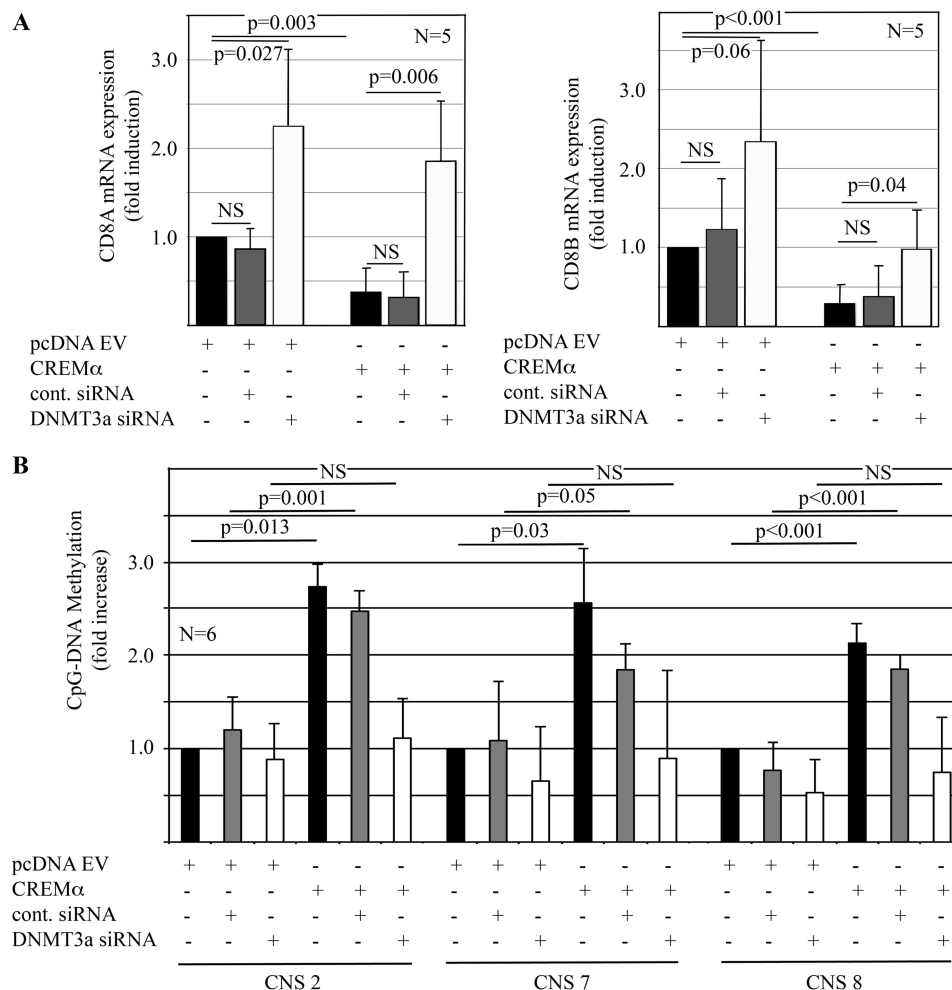 A
p=0.003
p=0.027
N=5
p=0.006
NS
NS
3.0
2.0
1.0
CD8A mRNA expression
(fold induction)
pcDNA EV + + + - - -
CREMα - - - + + +
cont. siRNA - + - - + -
DNMT3a siRNA - - + - - +
p<0.001
p=0.06
N=5
NS
p=0.04
NS
3.0
2.0
1.0
CD8B mRNA expression
(fold induction)
pcDNA EV + + + - - -
CREMα - - - + + +
cont. siRNA - + - - + -
DNMT3a siRNA - - + - - +
B
NS NS NS
p=0.001 p=0.05 p<0.001
p=0.013 p=0.03 p<0.001
3.0
N=6
2.0
1.0
CpG-DNA Methylation
(fold increase)
pcDNA EV + + + - - - + + + - - - + + + - - -
CREMα - - - + + + - - - + + + - - - + + +
cont. siRNA - + - - + - - + - - + - - + - - + -
DNMT3a siRNA - - + - - + - - + - - + - - + - - +
CNS 2 CNS 7 CNS 8